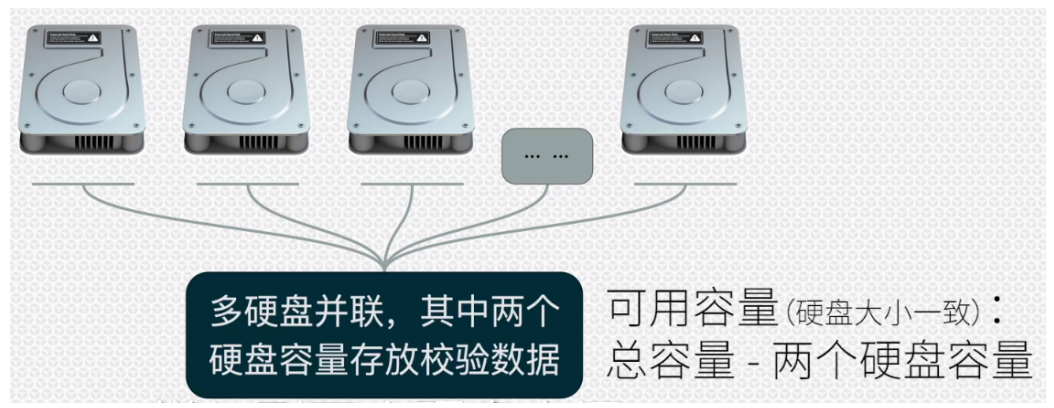 ... ...
多硬盘并联，其中两个
硬盘容量存放校验数据
可用容量(硬盘大小一致)：
总容量 - 两个硬盘容量